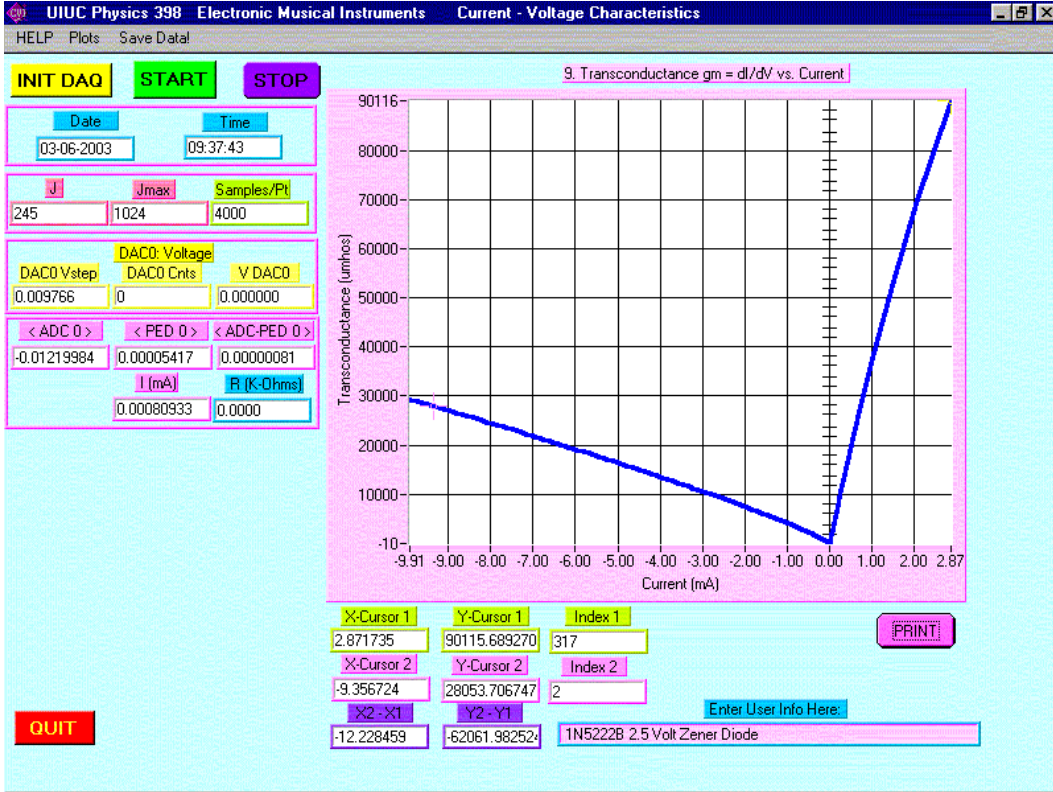 UIUC Physics 398 Electronic Musical Instruments Current - Voltage Characteristics
HELP Plots Save Data!
INIT DAQ START STOP
Date Time
03-06-2003 09:37:43
J Jmax Samples/Pt
245 1024 4000
DAC0: Voltage
DAC0 Vstep DAC0 Cnts V DAC0
0.009766 0 0.000000
< ADC 0 > < PED 0 > < ADC-PED 0 >
-0.01219984 0.00005417 0.00000081
I (mA) R (K-Ohms)
0.00080933 0.0000
9. Transconductance gm = dI/dV vs. Current
90116
80000
70000
60000
50000
40000
30000
20000
10000
-10
Transconductance (umhos)
-9.91 -9.00 -8.00 -7.00 -6.00 -5.00 -4.00 -3.00 -2.00 -1.00 0.00 1.00 2.00 2.87
Current (mA)
X-Cursor 1 Y-Cursor 1 Index 1
2.871735 90115.689270 317
X-Cursor 2 Y-Cursor 2 Index 2
-9.356724 28053.706747 2
X2 - X1 Y2 - Y1
-12.228459 -62061.982524
PRINT
Enter User Info Here:
1N5222B 2.5 Volt Zener Diode
QUIT